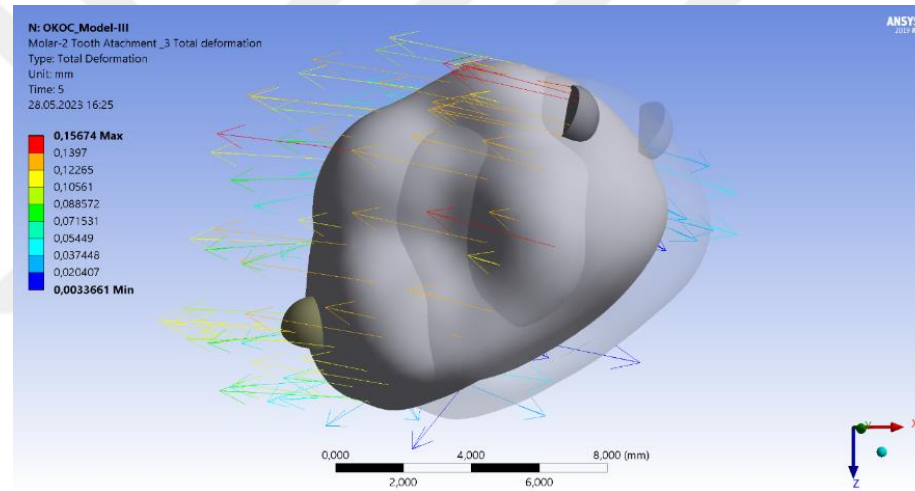 N: OKOC_Model-III
Molar-2 Tooth Atachment _3 Total deformation
Type: Total Deformation
Unit: mm
Time: 5
28.05.2023 16:25
0,15674 Max
0,1397
0,12265
0,10561
0,088572
0,071531
0,05449
0,037448
0,020407
0,0033661 Min
ANSYS
2019 R
0,000 4,000 8,000 (mm)
2,000 6,000
Y X
Z